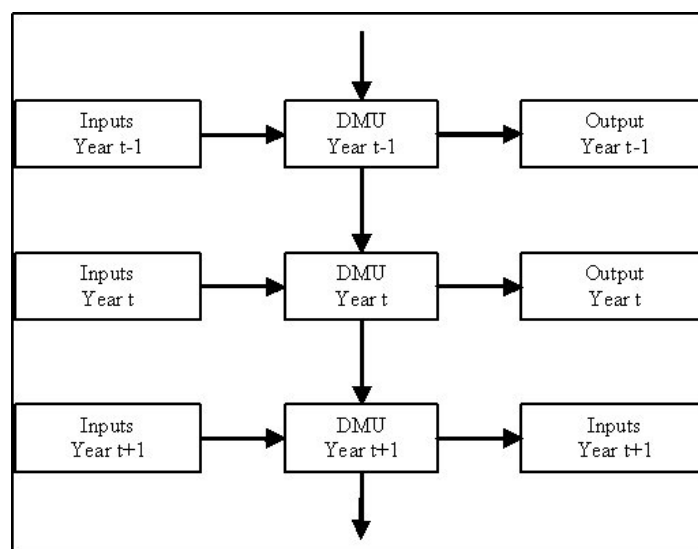 Inputs
Year t-1
DMU
Year t-1
Output
Year t-1
Inputs
Year t
DMU
Year t
Output
Year t
Inputs
Year t+1
DMU
Year t+1
Inputs
Year t+1